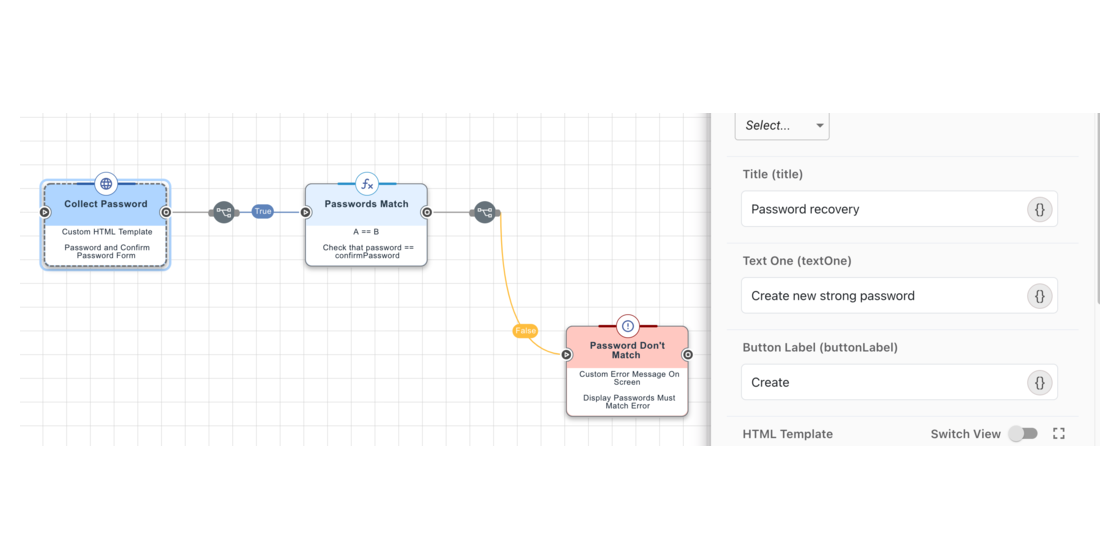 Collect Password
Custom HTML Template
Password and Confirm
Password Form
True
fx
Passwords Match
A == B
Check that password ==
confirmPassword
False
Password Don't
Match
Custom Error Message On
Screen
Display Passwords Must
Match Error
Select...
Title (title)
Password recovery
{}
Text One (textOne)
Create new strong password
{}
Button Label (buttonLabel)
Create
{}
HTML Template
Switch View